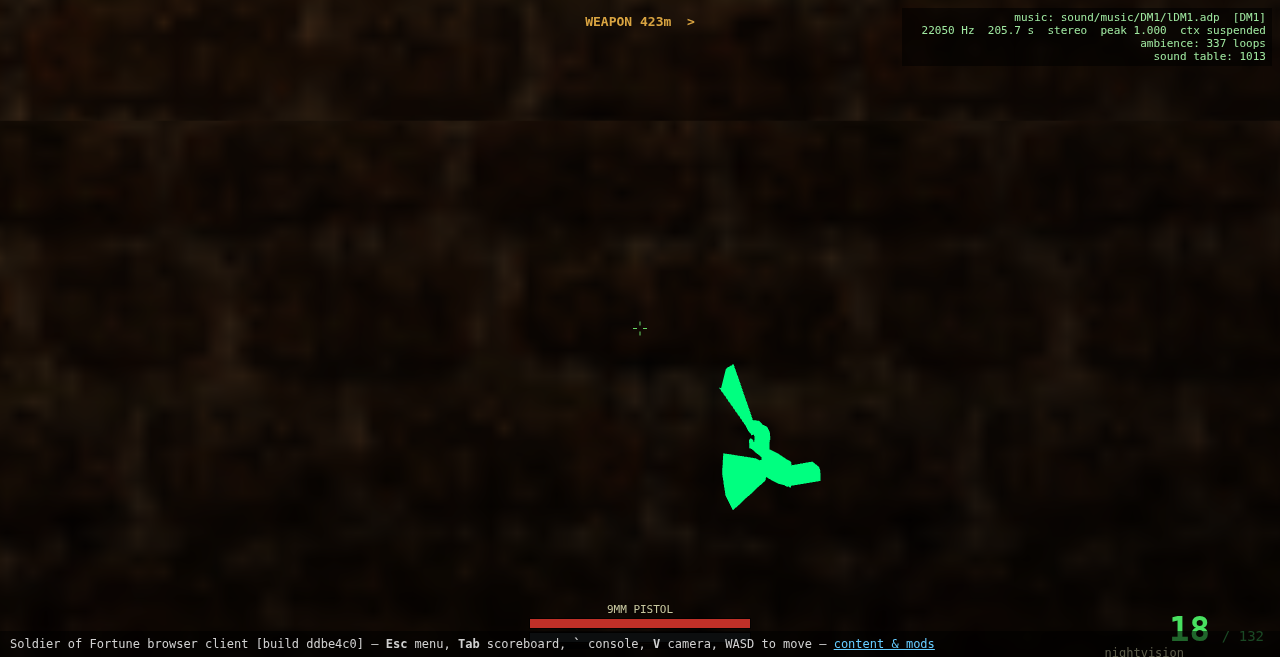 WEAPON 423m >
music: sound/music/DM1/lDM1.adp [DM1]
22050 Hz 205.7 s stereo peak 1.000 ctx suspended
ambience: 337 loops
sound table: 1013
9MM PISTOL
18 / 132
Soldier of Fortune browser client [build ddbe4c0] — Esc menu, Tab scoreboard, ` console, V camera, WASD to move — content & mods
nightvision